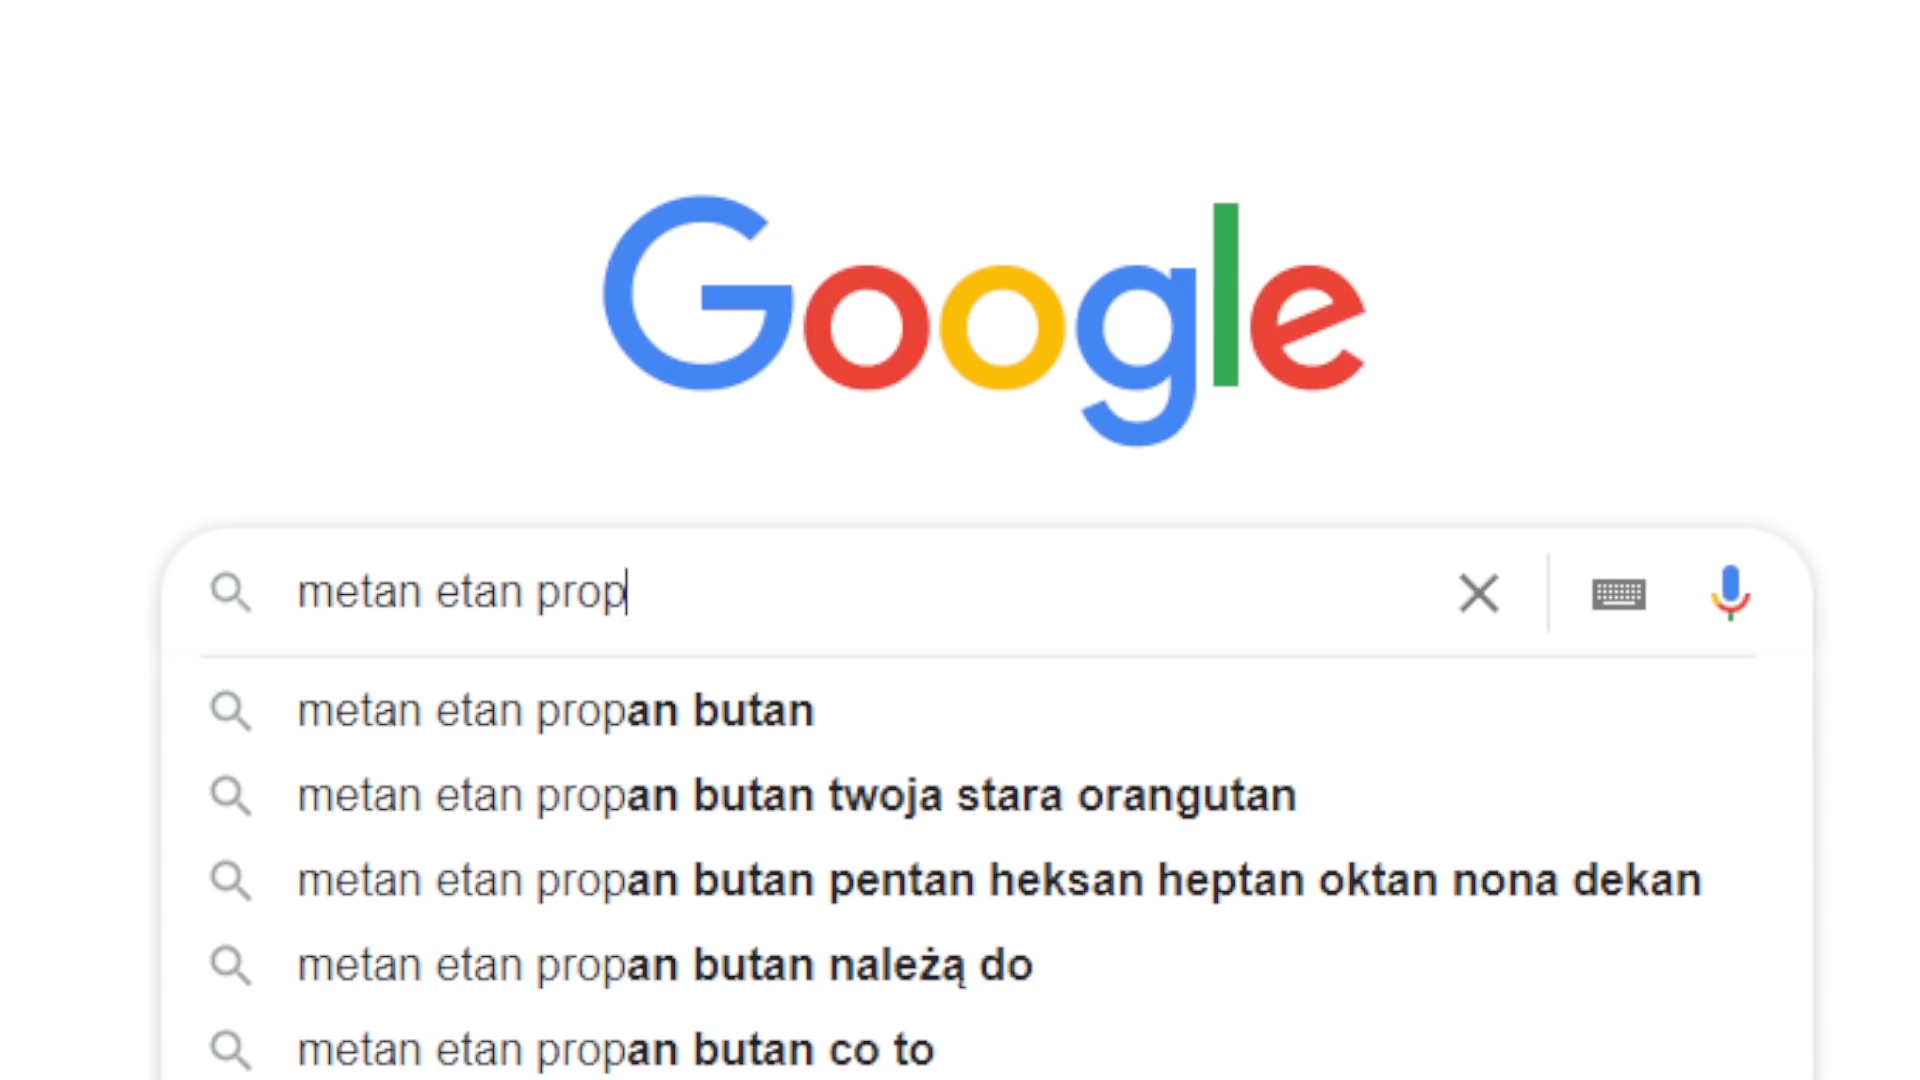 Google
metan etan prop
metan etan propan butan
metan etan propan butan twoja stara orangutan
metan etan propan butan pentan heksan heptan oktan nona dekan
metan etan propan butan należą do
metan etan propan butan co to